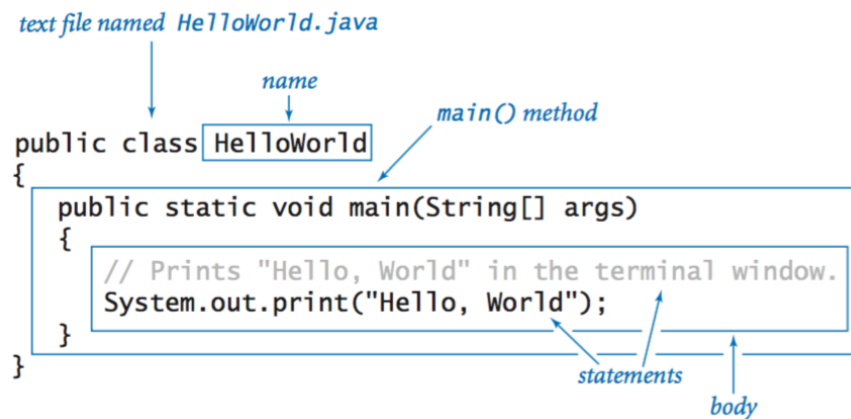 text file named HelloWorld.java
name
main() method
public class HelloWorld
{
public static void main(String[] args)
{
// Prints "Hello, World" in the terminal window.
System.out.print("Hello, World");
}
}
statements
body